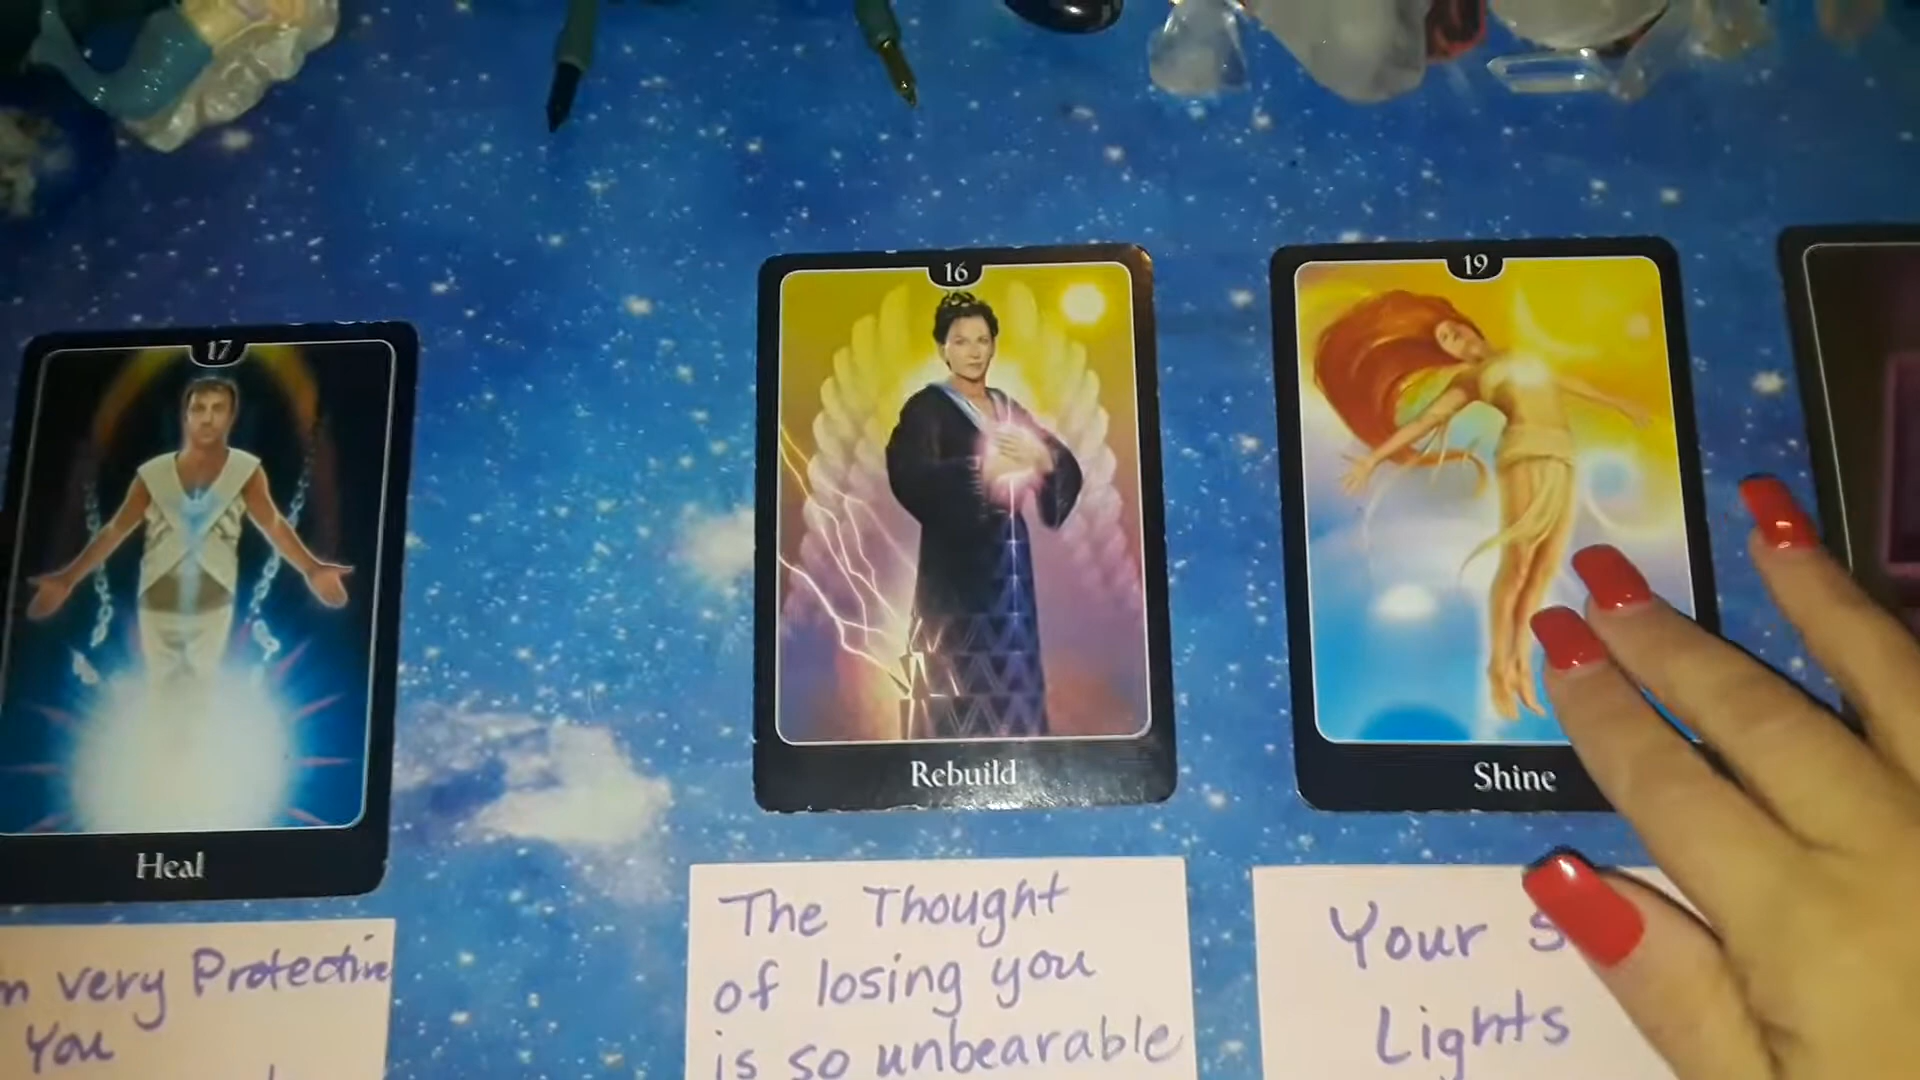 17
Heal
16
Rebuild
19
Shine
very Protective
You
The Thought
of losing you
is so unbearable
Your
Lights